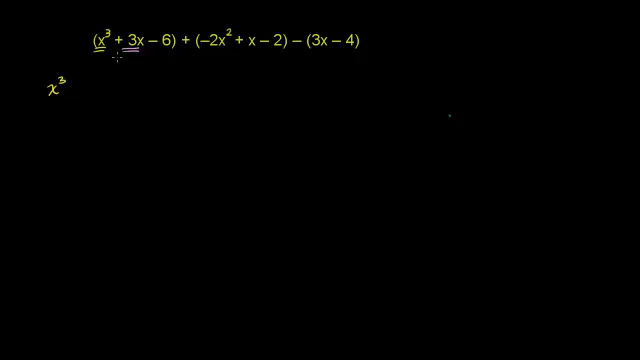 (x³ + 3x – 6) + (–2x² + x – 2) – (3x – 4)
x³